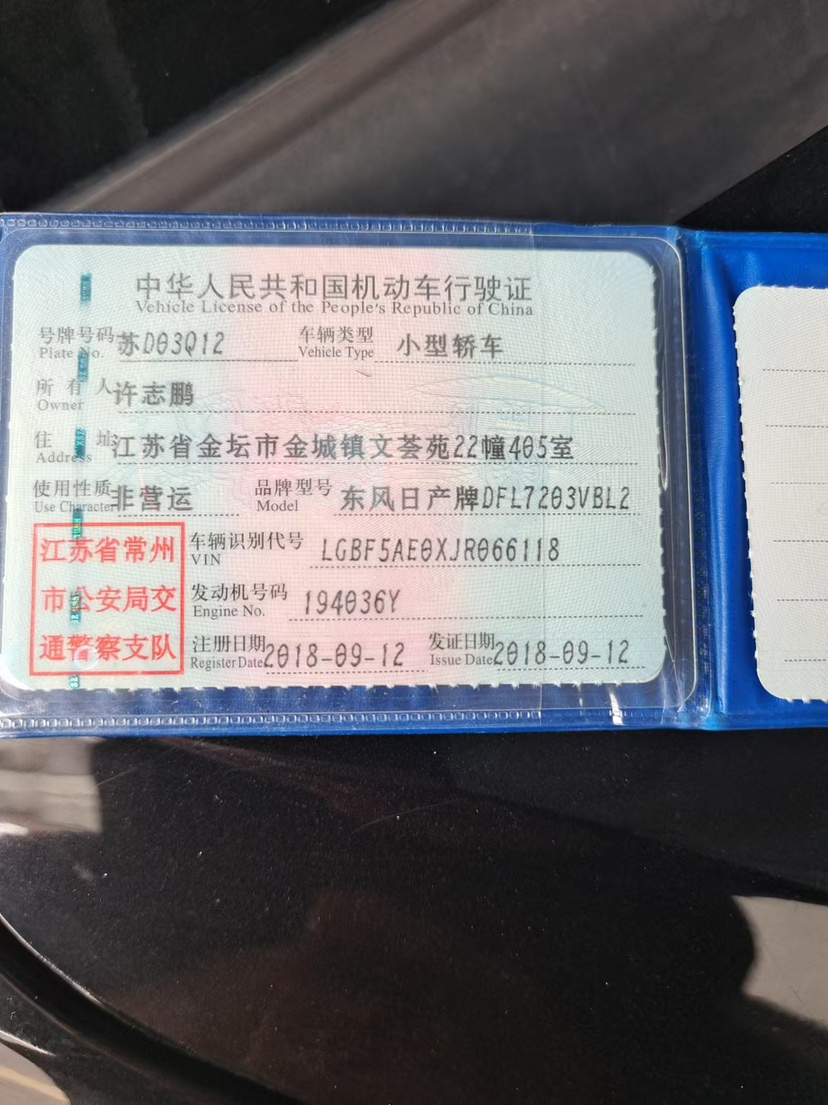 中华人民共和国机动车行驶证
Vehicle License of the People's Republic of China
号牌号码 苏D03Q12 车辆类型 小型轿车
Plate No. Vehicle Type
所有人 许志鹏
Owner
住址 江苏省金坛市金城镇文荟苑22幢405室
Address
使用性质 非营运 品牌型号 东风日产牌DFL7203VBL2
Use Character Model
江苏省常州
市公安局交
通警察支队
车辆识别代号 LGBF5AE0XJR066118
VIN
发动机号码 194036Y
Engine No.
注册日期 2018-09-12 发证日期 2018-09-12
Register Date Issue Date